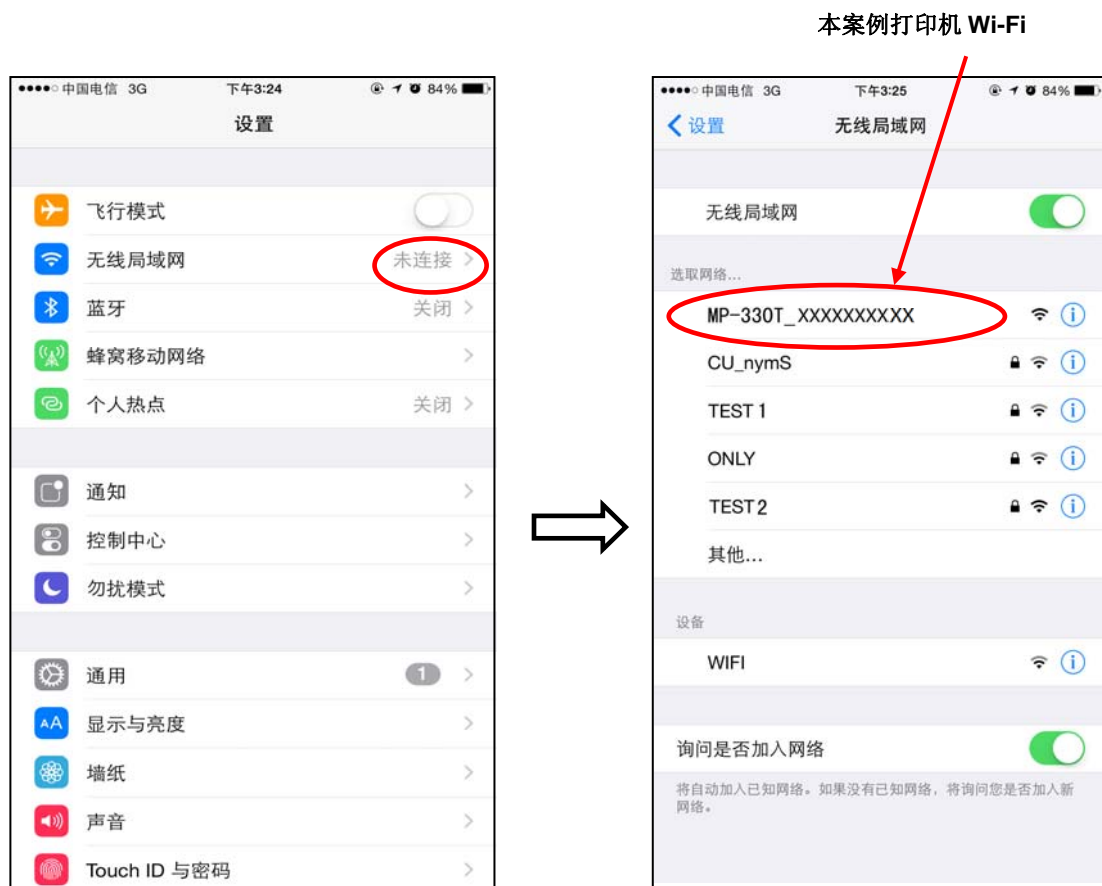 本案例打印机 Wi-Fi
中国电信 3G 下午3:24 84%
设置
飞行模式
无线局域网 未连接
蓝牙 关闭
蜂窝移动网络
个人热点 关闭
通知
控制中心
勿扰模式
通用 1
AA 显示与亮度
墙纸
声音
Touch ID 与密码
中国电信 3G 下午3:25 84%
设置 无线局域网
无线局域网
选取网络...
MP-330T_XXXXXXXXXX
CU_nymS
TEST 1
ONLY
TEST 2
其他...
设备
WIFI
询问是否加入网络
将自动加入已知网络。如果没有已知网络，将询问您是否加入新
网络。